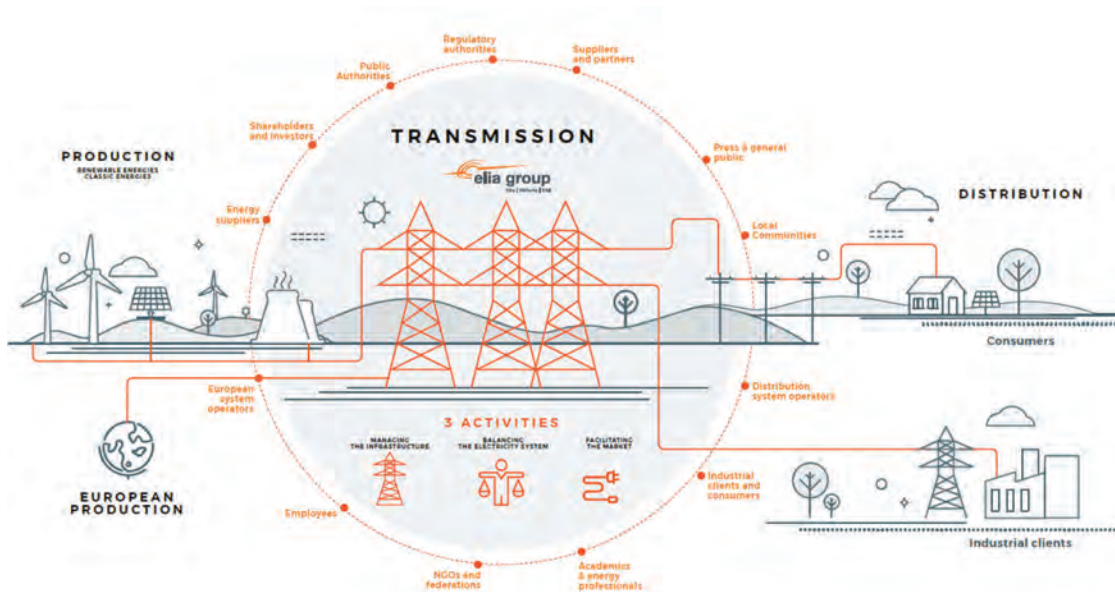 Regulatory
authorities
Suppliers
and partners
Public
Authorities
Shareholders
and investors
TRANSMISSION
Press & general
public
PRODUCTION
RENEWABLE ENERGIES
CLASSIC ENERGIES
elia group
DISTRIBUTION
Energy
suppliers
Local
Communities
Consumers
European
system
operators
Distribution
system operators
3 ACTIVITIES
MANAGING
THE INFRASTRUCTURE
BALANCING
THE ELECTRICITY SYSTEM
FACILITATING
THE MARKET
EUROPEAN
PRODUCTION
Industrial
clients and
consumers
Employees
Industrial clients
NGOs and
federations
Academics
& energy
professionals